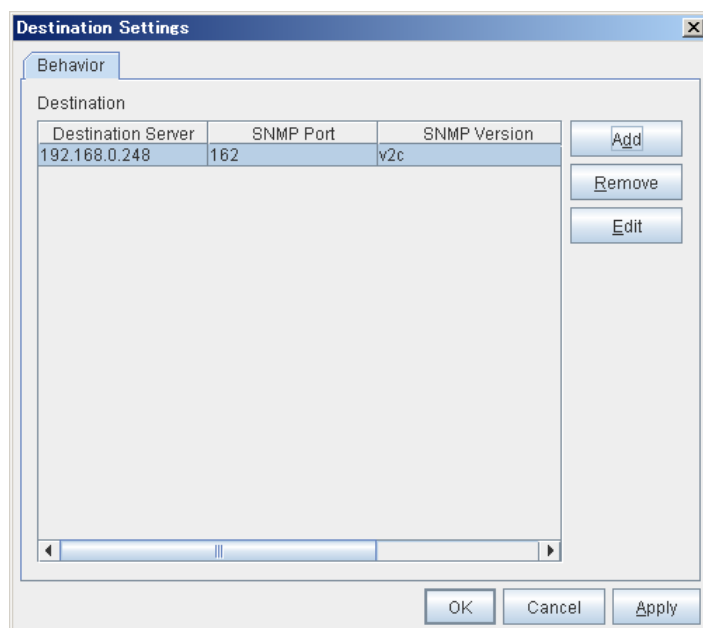 Destination Settings
Behavior
Destination
Destination Server SNMP Port SNMP Version
192.168.0.248 162 v2c
Add
Remove
Edit
OK Cancel Apply